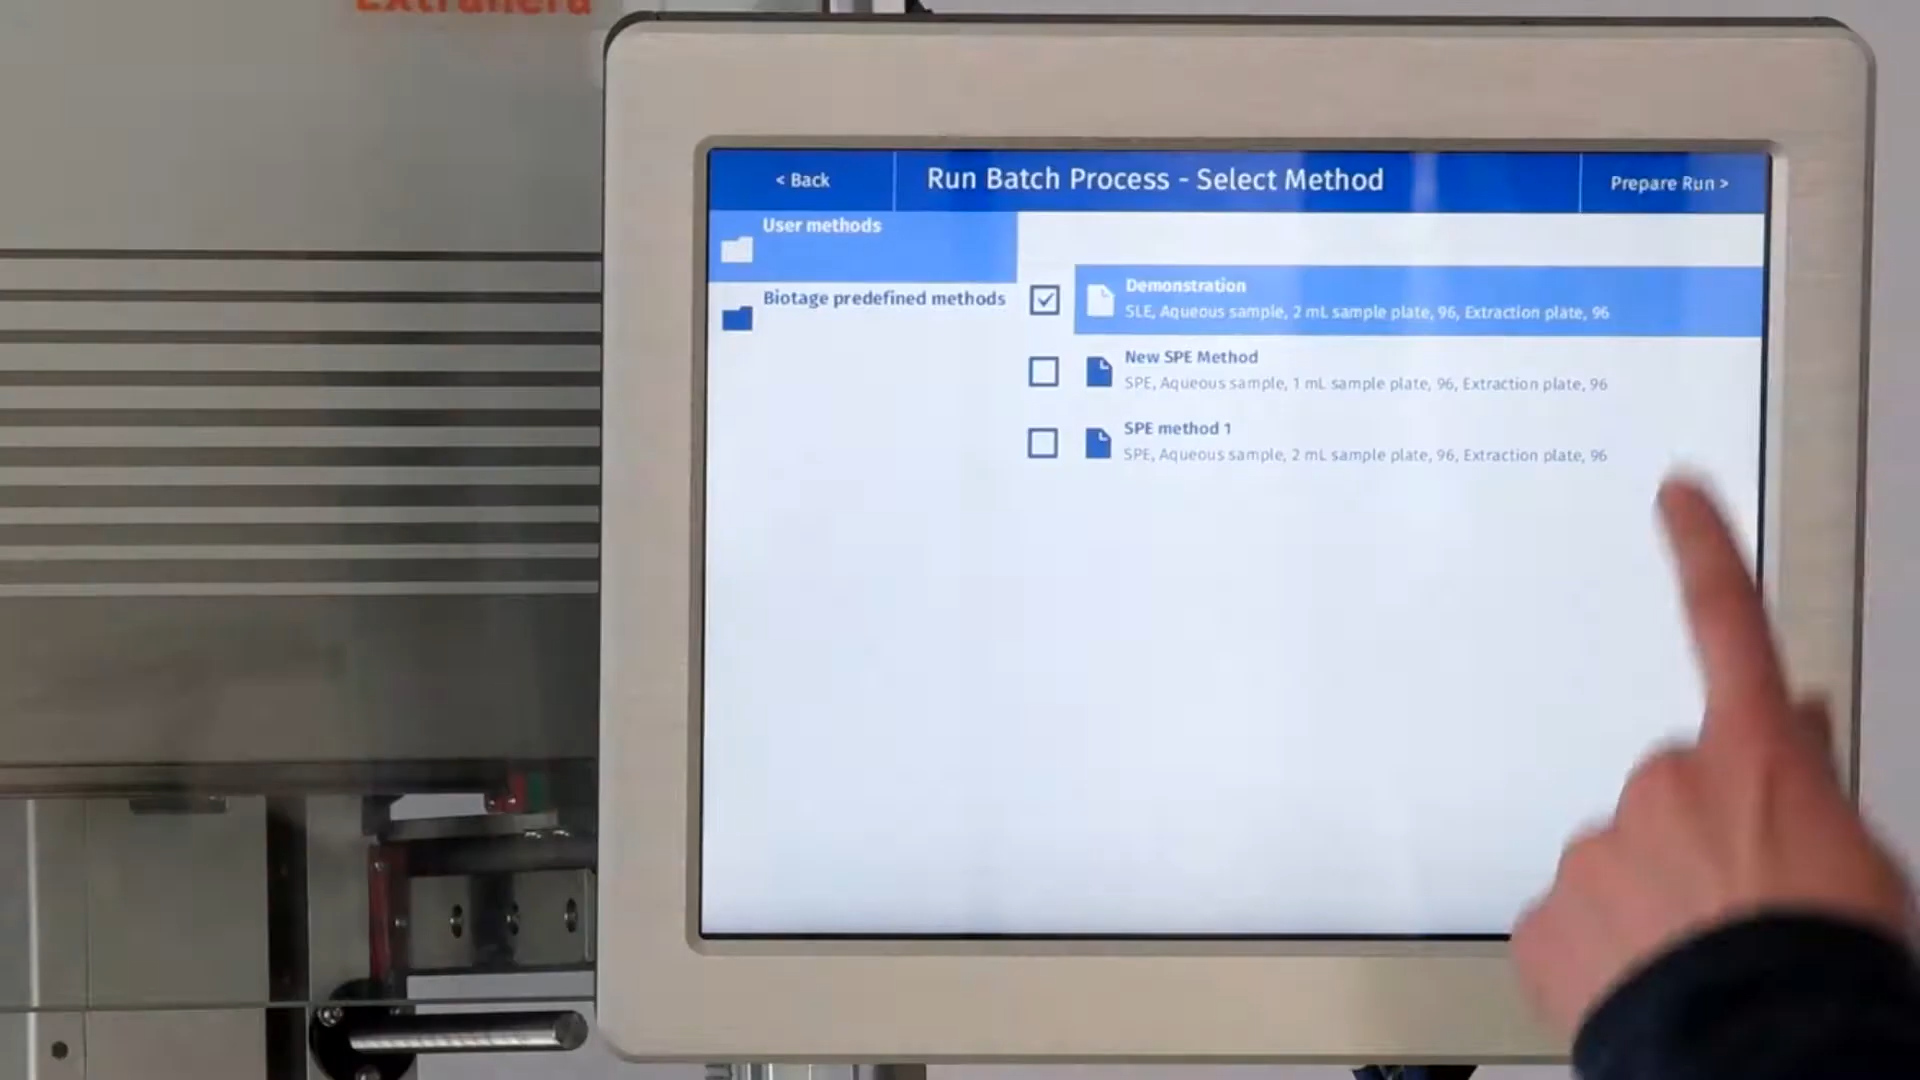 Extrahera
< Back
Run Batch Process - Select Method
Prepare Run >
User methods
Biotage predefined methods
Demonstration
SLE, Aqueous sample, 2 mL sample plate, 96, Extraction plate, 96
New SPE Method
SPE, Aqueous sample, 1 mL sample plate, 96, Extraction plate, 96
SPE method 1
SPE, Aqueous sample, 2 mL sample plate, 96, Extraction plate, 96